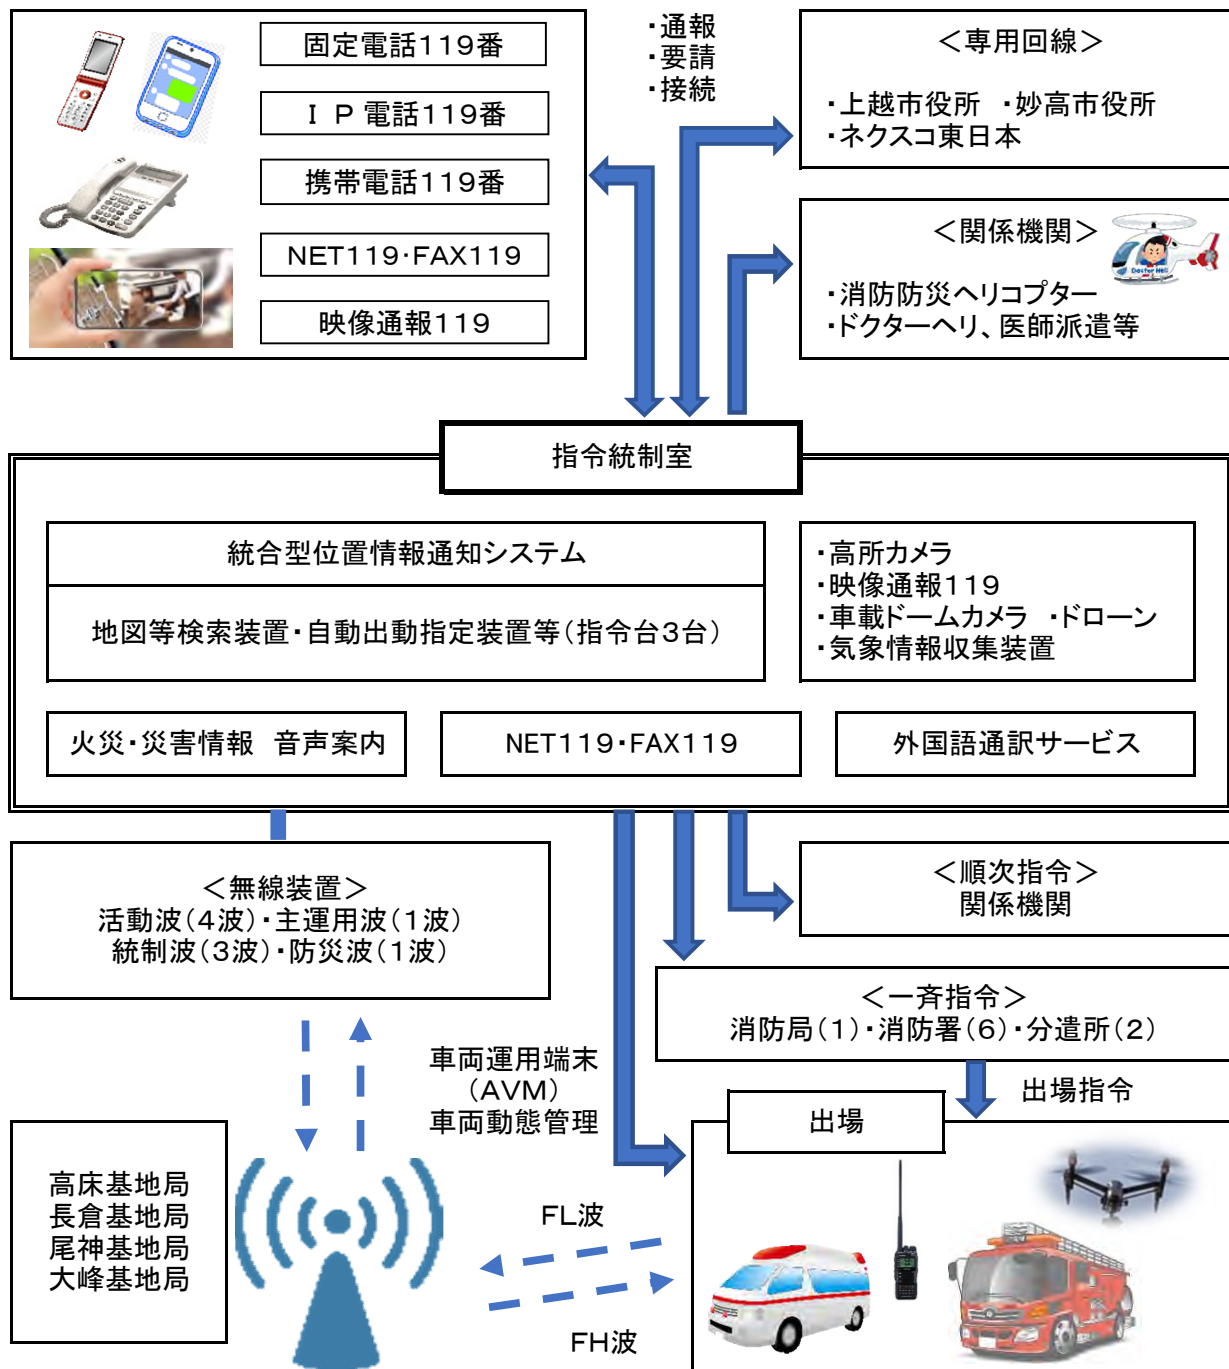 固定電話119番
ＩＰ電話119番
携帯電話119番
NET119・FAX119
映像通報119
・通報
・要請
・接続
＜専用回線＞
・上越市役所　・妙高市役所
・ネクスコ東日本
＜関係機関＞
Doctor Heli
・消防防災ヘリコプター
・ドクターヘリ、医師派遣等
指令統制室
統合型位置情報通知システム
地図等検索装置・自動出動指定装置等（指令台3台）
・高所カメラ
・映像通報119
・車載ドームカメラ　・ドローン
・気象情報収集装置
火災・災害情報　音声案内
NET119・FAX119
外国語通訳サービス
＜無線装置＞
活動波（4波）・主運用波（1波）
統制波（3波）・防災波（1波）
＜順次指令＞
関係機関
＜一斉指令＞
消防局（1）・消防署（6）・分遣所（2）
車両運用端末
（AVM）
車両動態管理
出場指令
出場
高床基地局
長倉基地局
尾神基地局
大峰基地局
FL波
FH波